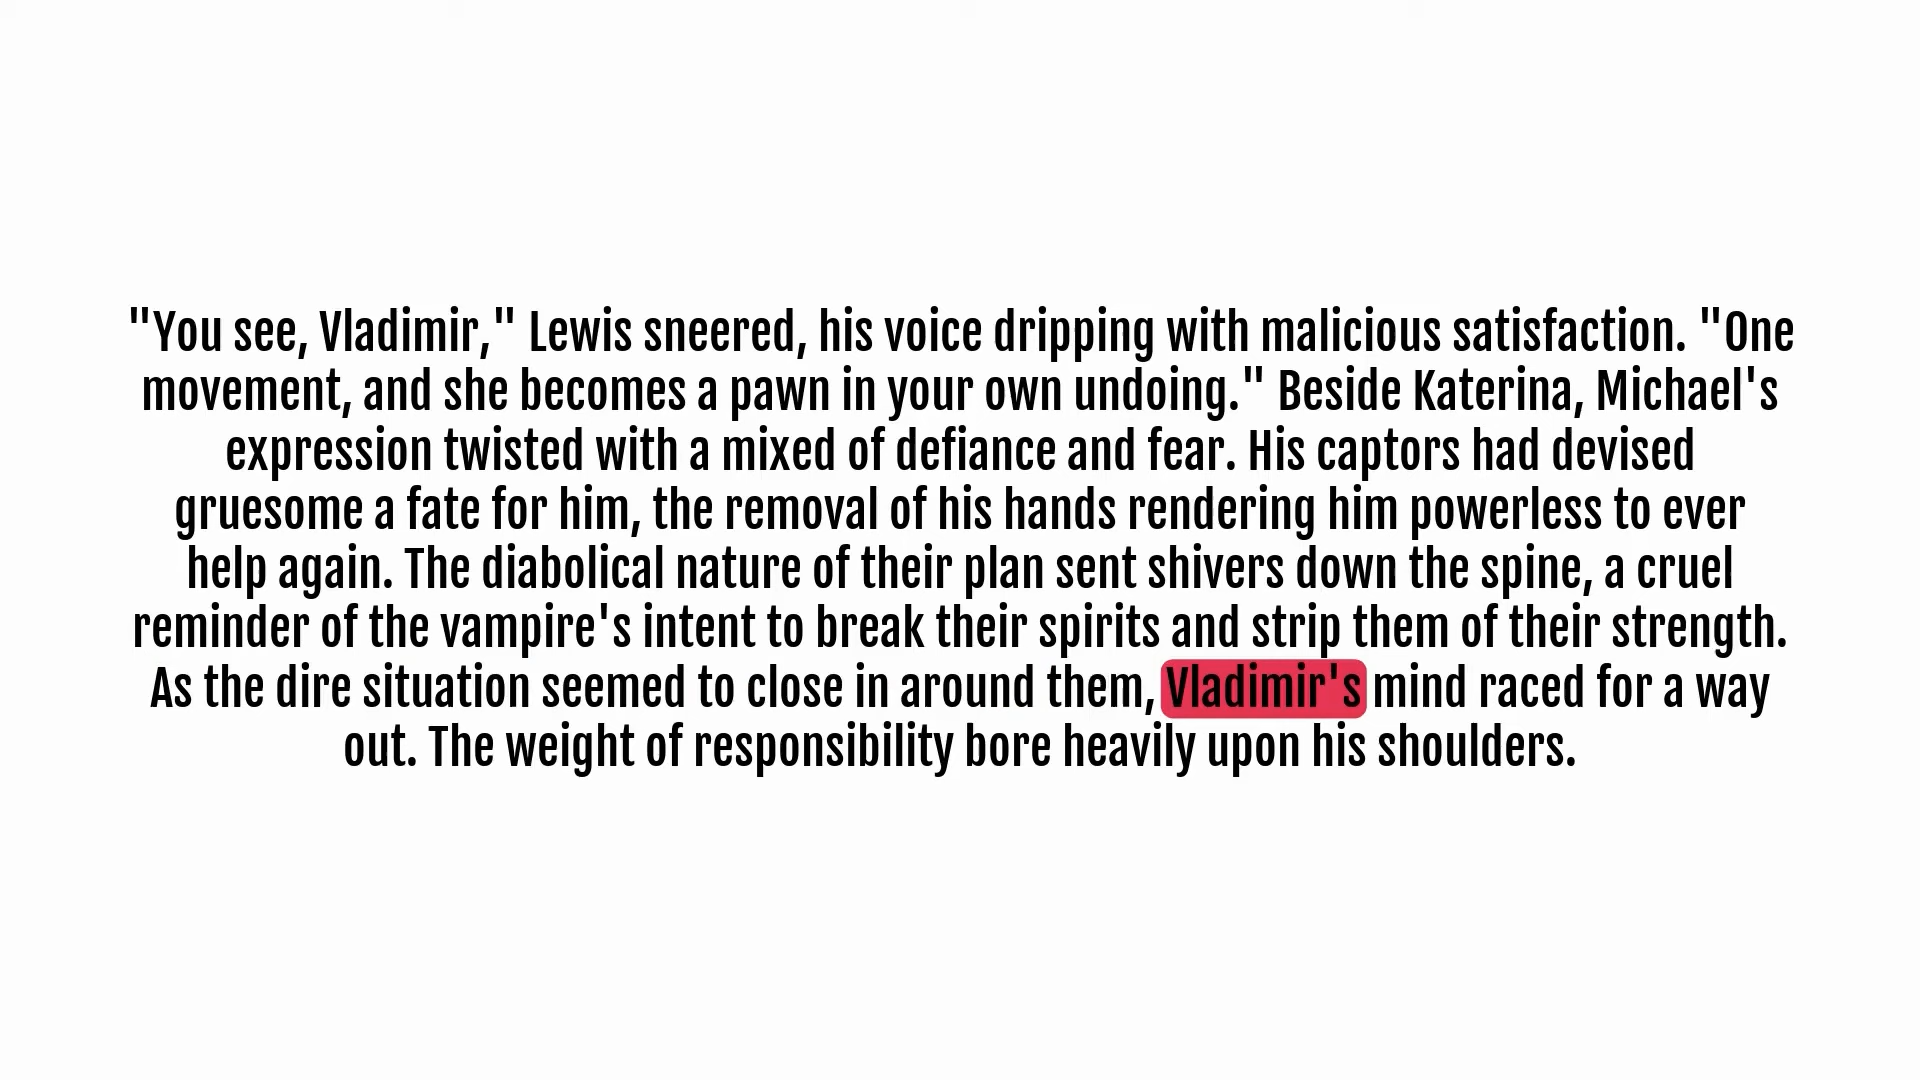 "You see, Vladimir," Lewis sneered, his voice dripping with malicious satisfaction. "One
movement, and she becomes a pawn in your own undoing." Beside Katerina, Michael's
expression twisted with a mixed of defiance and fear. His captors had devised
gruesome a fate for him, the removal of his hands rendering him powerless to ever
help again. The diabolical nature of their plan sent shivers down the spine, a cruel
reminder of the vampire's intent to break their spirits and strip them of their strength.
As the dire situation seemed to close in around them, Vladimir's mind raced for a way
out. The weight of responsibility bore heavily upon his shoulders.